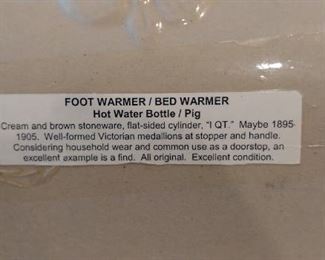 FOOT WARMER / BED WARMER
Hot Water Bottle / Pig
Cream and brown stoneware, flat-sided cylinder, "I QT." Maybe 1895-
1905. Well-formed Victorian medallions at stopper and handle.
Considering household wear and common use as a doorstop, an
excellent example is a find. All original. Excellent condition.